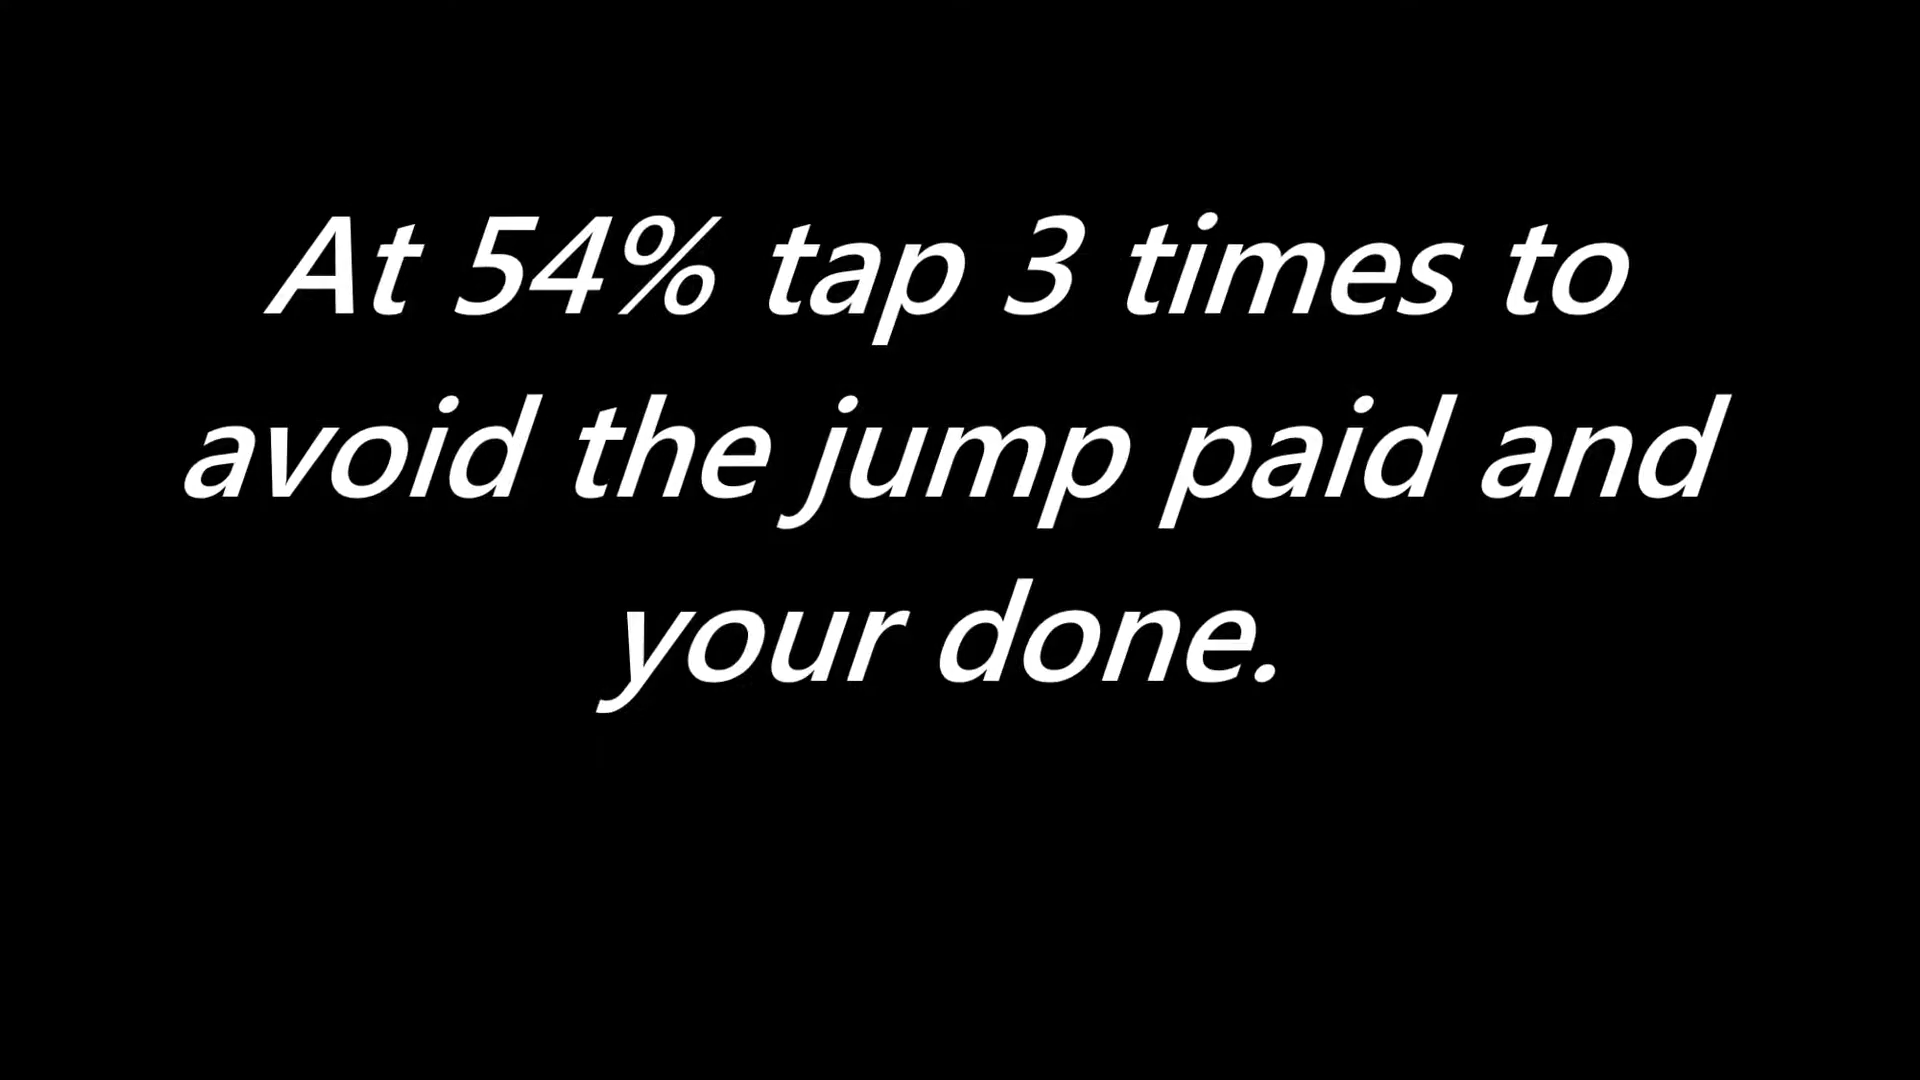 At 54% tap 3 times to
avoid the jump paid and
your done.